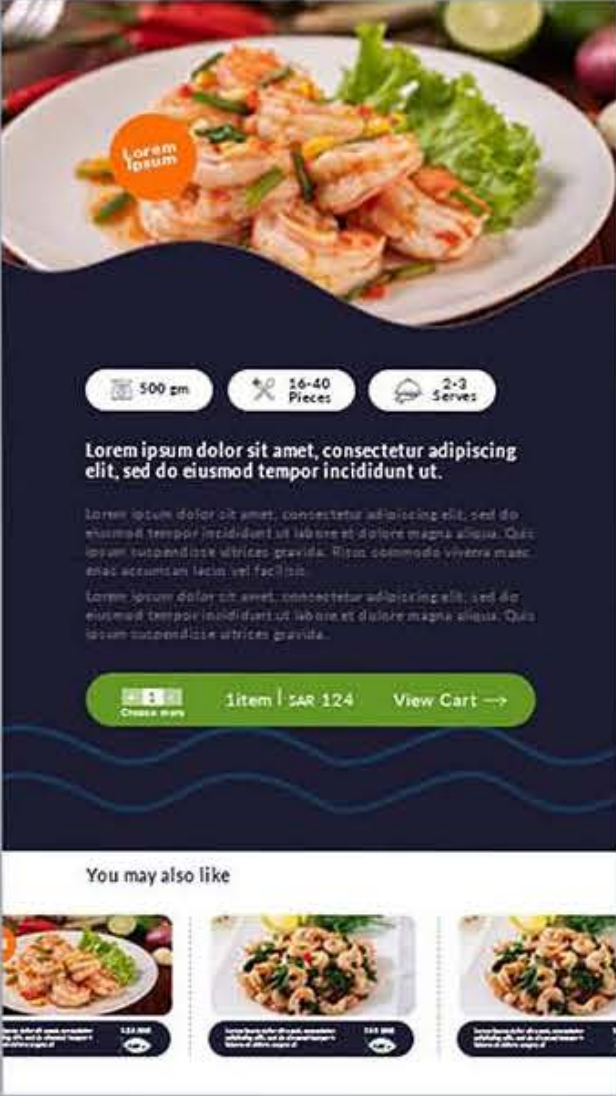 Lorem
Ipsum
500 gm
16-40
Pieces
2-3
Serves
Lorem ipsum dolor sit amet, consectetur adipiscing
elit, sed do eiusmod tempor incididunt ut.
Lorem ipsum dolor sit amet, consectetur adipiscing elit, sed do
eiusmod tempor incididunt ut labore et dolore magna aliqua. Quis
ipsum suspendisse ultrices gravida. Risus commodo viverra maec
enas accumsan lacus vel facilisis.
Lorem ipsum dolor sit amet, consectetur adipiscing elit, sed do
eiusmod tempor incididunt ut labore et dolore magna aliqua. Quis
ipsum suspendisse ultrices gravida.
- 1 +
Choose more
1item | SAR 124
View Cart →
You may also like